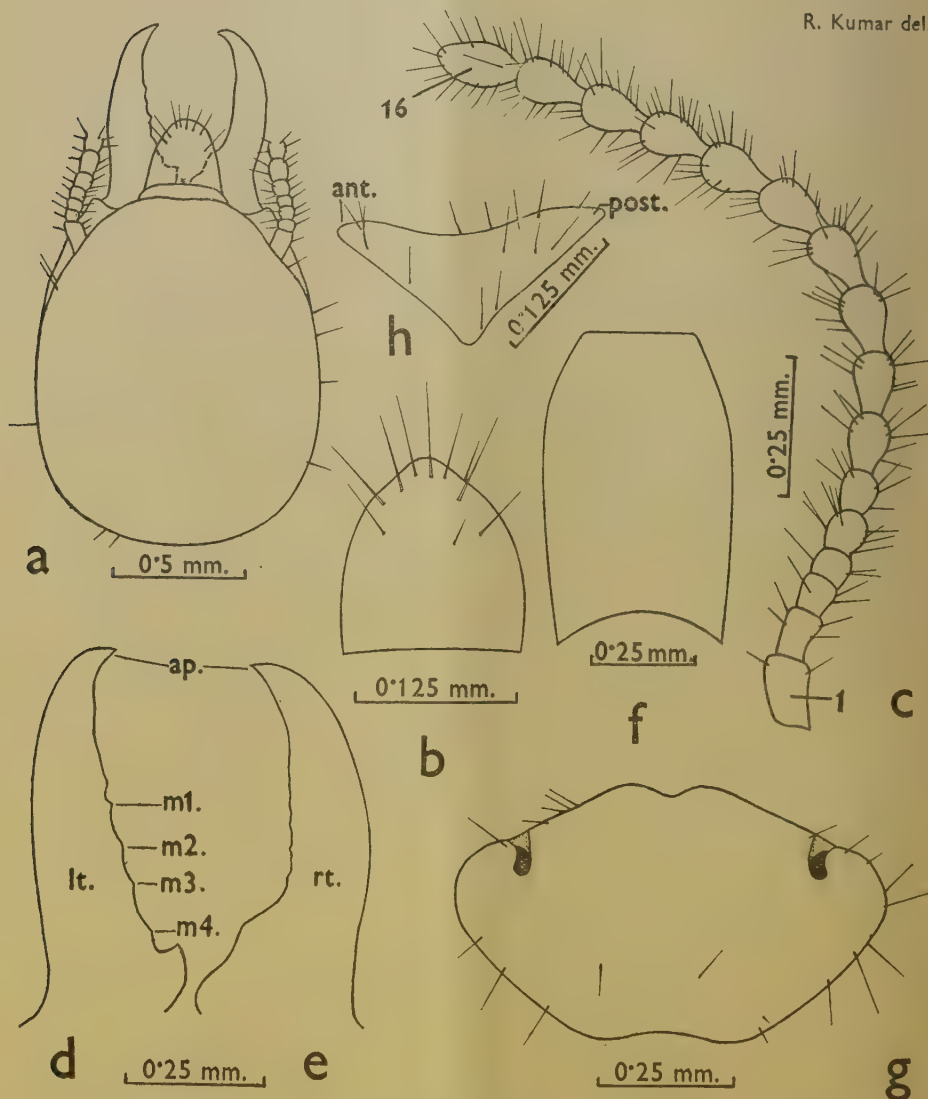 R. Kumar del
16
ant.
post.
0·125 mm.
h
a
0·5 mm.
0·25 mm.
0·125 mm.
b
0·25 mm.
f
1
c
ap.
m1.
m2.
lt.
m3.
rt.
m4.
d
0·25 mm.
e
0·25 mm.
g